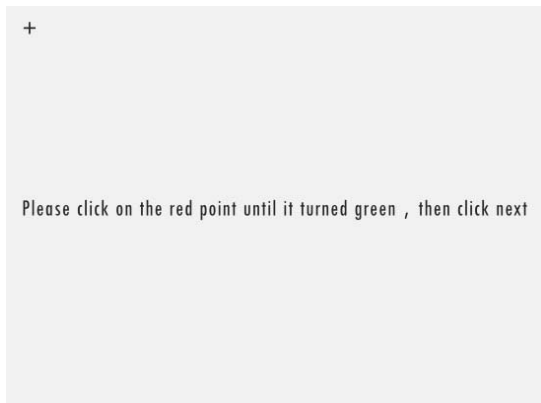 +
Please click on the red point until it turned green , then click next